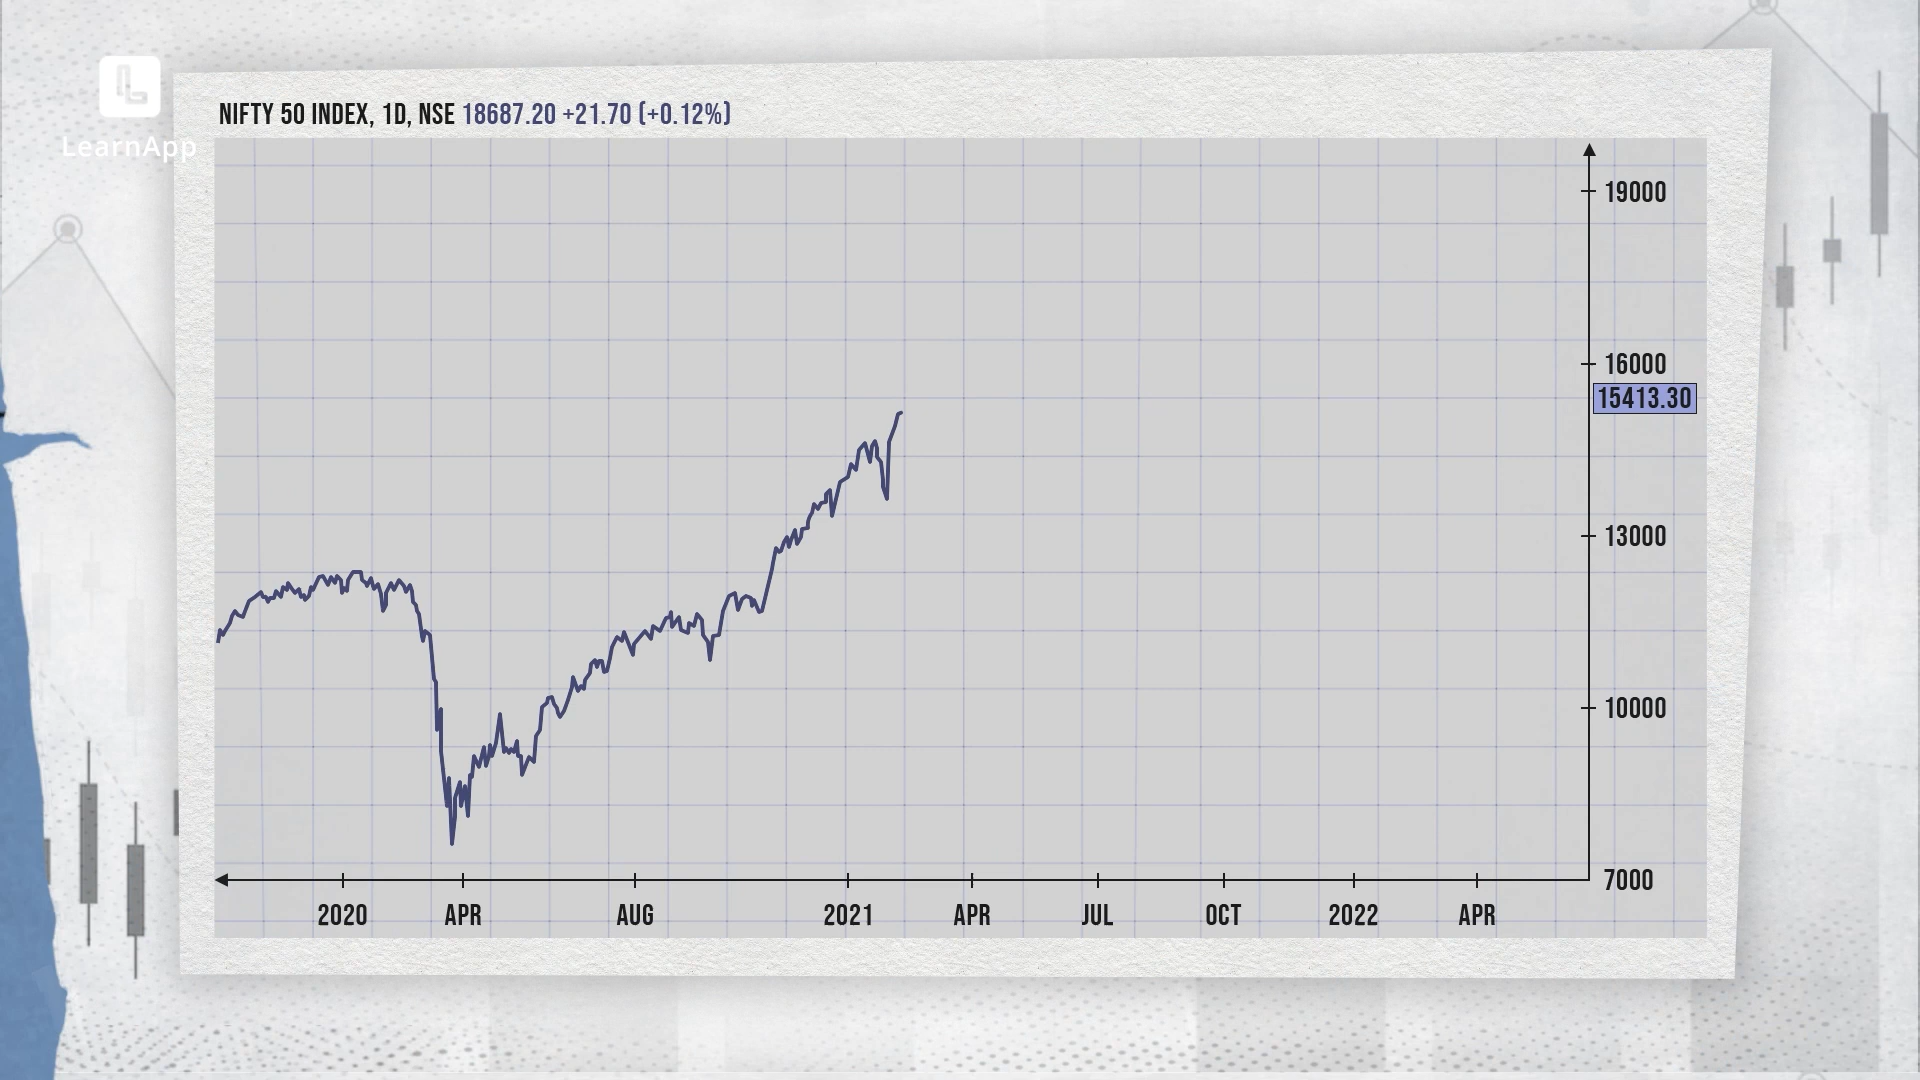 LearnApp
NIFTY 50 INDEX, 1D, NSE 18687.20 +21.70 (+0.12%)
19000
16000
15413.30
13000
10000
7000
2020 APR AUG 2021 APR JUL OCT 2022 APR